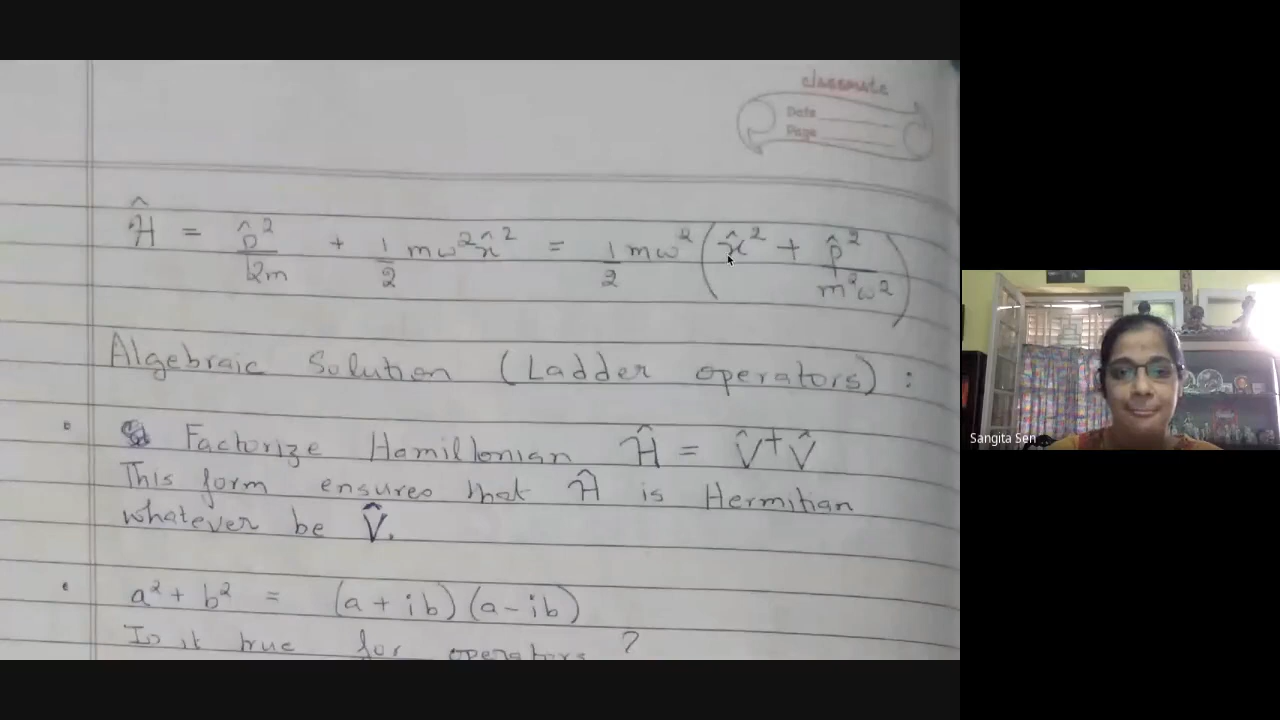 classmate
Date
Page
Ĥ = p̂²/2m + 1/2 mω²x̂² = 1/2 mω² (x̂² + p̂²/m²ω²)
Algebraic Solution (Ladder operators) :
• Factorize Hamiltonian Ĥ = V̂†V̂
This form ensures that Ĥ is Hermitian
whatever be V̂.
• a² + b² = (a + ib)(a - ib)
Is it true for operators ?
Sangita Sen